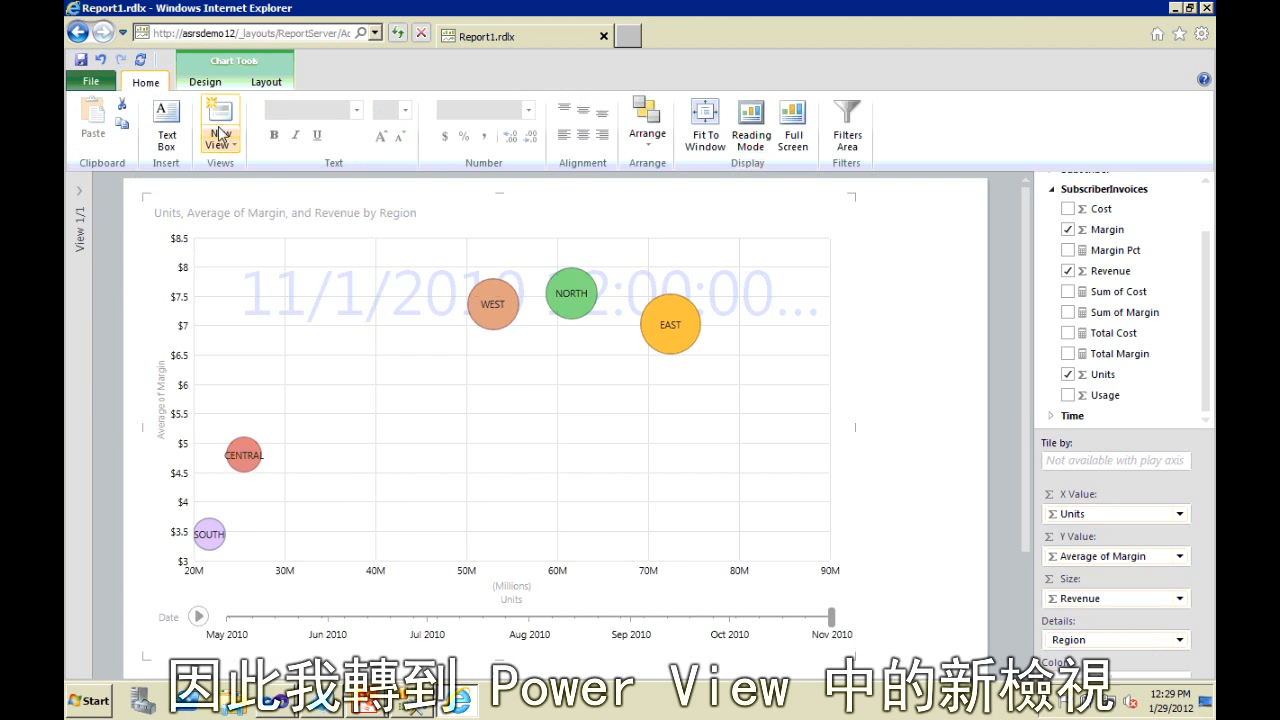 Report1.rdlx - Windows Internet Explorer
http://asrsdemo12/_layouts/ReportServer/Ac
Report1.rdlx
Chart Tools
File
Home
Design
Layout
Paste
Text Box
New View
Arrange
Fit To Window
Reading Mode
Full Screen
Filters Area
Clipboard
Insert
Views
Text
Number
Alignment
Arrange
Display
Filters
View 1/1
Units, Average of Margin, and Revenue by Region
11/1/2010 12:00:00...
$8.5
$8
$7.5
$7
$6.5
$6
$5.5
$5
$4.5
$4
$3.5
$3
Average of Margin
WEST
NORTH
EAST
CENTRAL
SOUTH
20M
30M
40M
50M
60M
70M
80M
90M
(Millions)
Units
Date
May 2010
Jun 2010
Jul 2010
Aug 2010
Sep 2010
Oct 2010
Nov 2010
SubscriberInvoices
Cost
Margin
Margin Pct
Revenue
Sum of Cost
Sum of Margin
Total Cost
Total Margin
Units
Usage
Time
Tile by:
Not available with play axis
X Value:
Units
Y Value:
Average of Margin
Size:
Revenue
Details:
Region
因此我轉到 Power View 中的新檢視
Start
12:29 PM
1/29/2012